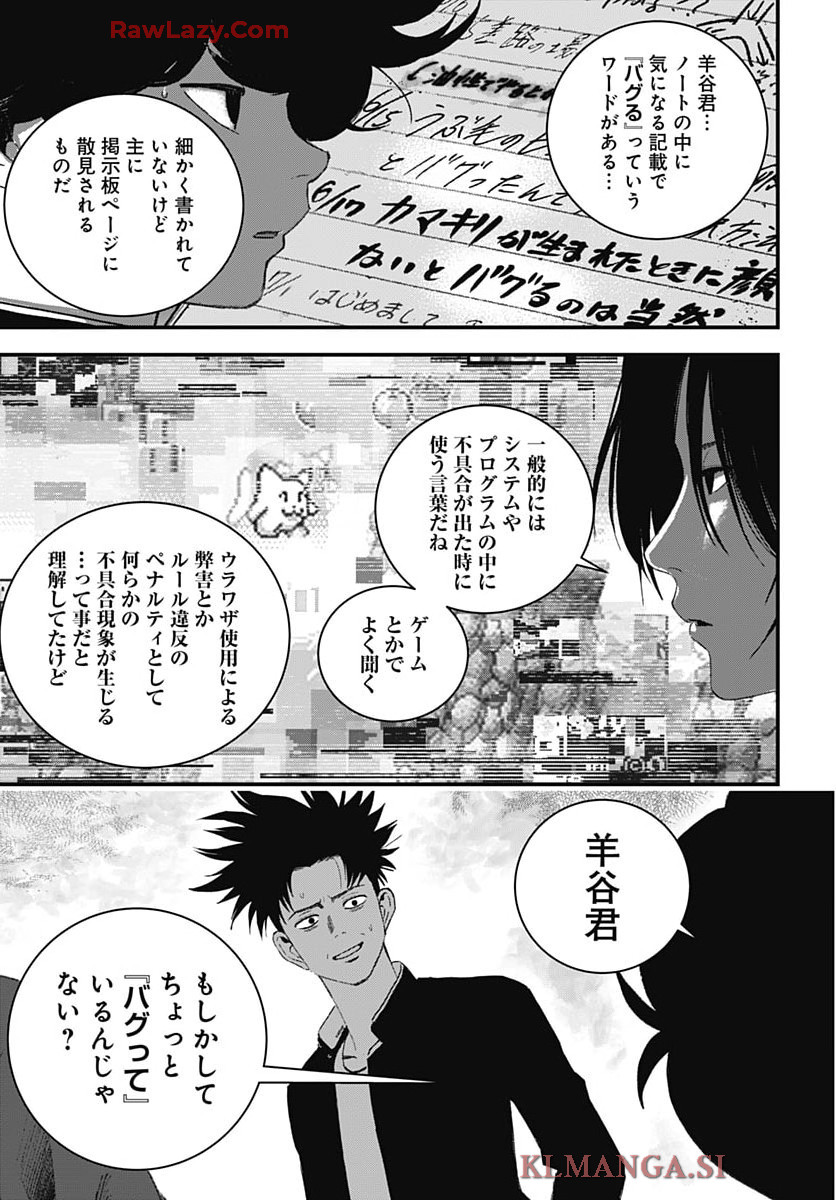 RawLazy.Com
羊谷君…
ノートの中に
気になる記載で
『バグる』っていう
ワードがある…
細かく書かれて
いないけど
主に
掲示板ページに
散見される
ものだ
6/15 うぶ毛の
とバグったんで
6/17 カマキリが生まれたときに顔
ないとバグるのは当然
7/1 はじめまして
一般的には
システムや
プログラムの中に
不具合が出た時に
使う言葉だね
ゲーム
とかで
よく聞く
ウラワザ使用による
弊害とか
ルール違反の
ペナルティとして
何らかの
不具合現象が生じる
…って事だと
理解してたけど
羊谷君
もしかして
ちょっと
『バグって』
いるんじゃ
ない？
KLMANGA.SI